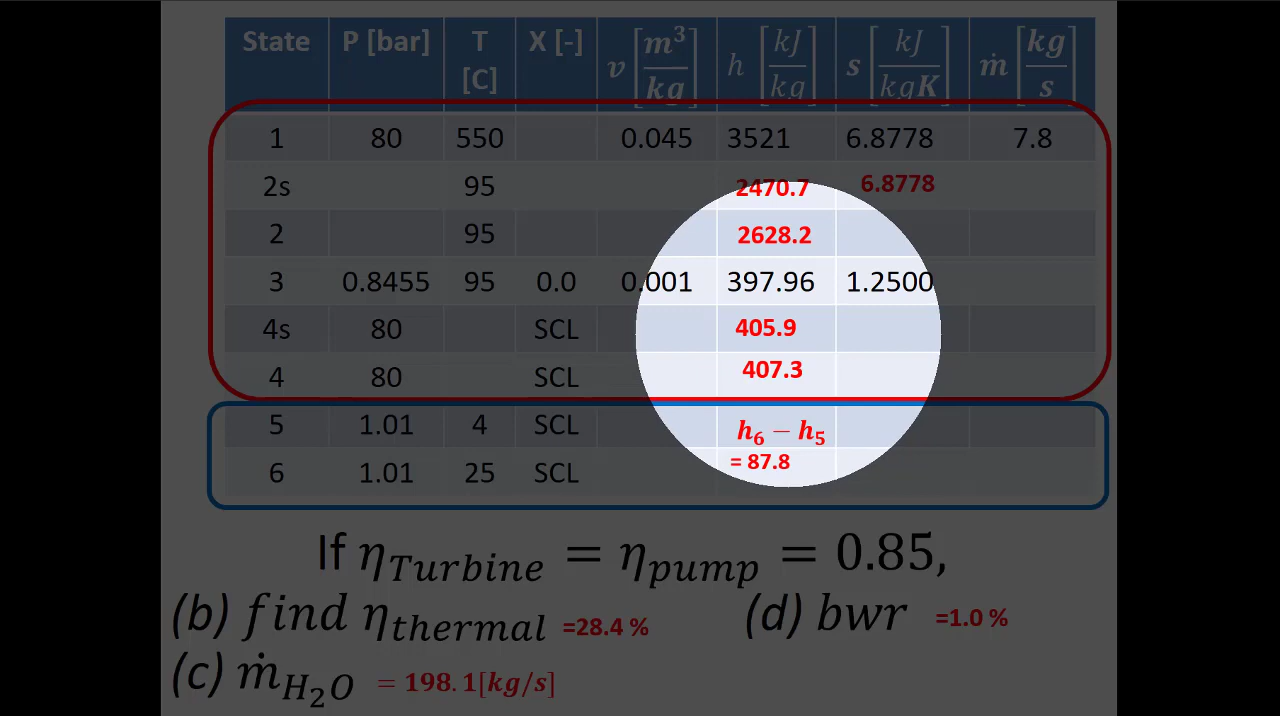 State P [bar] T [C] X [-] v [m³/kg] h [kJ/kg] s [kJ/kgK] ṁ [kg/s]
1 80 550 0.045 3521 6.8778 7.8
2s 95 2470.7 6.8778
2 95 2628.2
3 0.8455 95 0.0 0.001 397.96 1.2500
4s 80 SCL 405.9
4 80 SCL 407.3
5 1.01 4 SCL h₆ − h₅
6 1.01 25 SCL = 87.8
If η_Turbine = η_pump = 0.85,
(b) find η_thermal =28.4 % (d) bwr =1.0 %
(c) ṁ_H₂O = 198.1[kg/s]